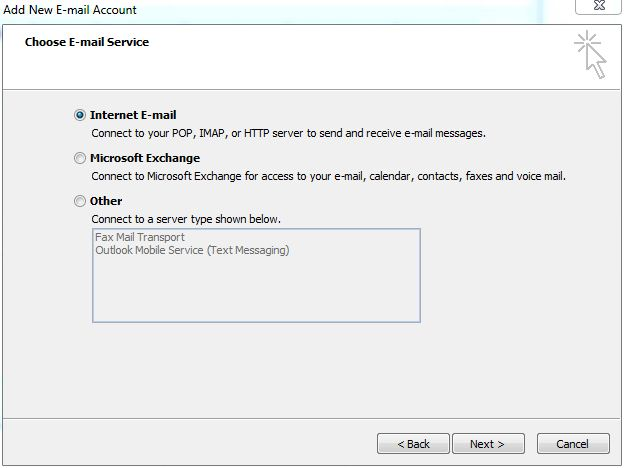 Add New E-mail Account
Choose E-mail Service
Internet E-mail
Connect to your POP, IMAP, or HTTP server to send and receive e-mail messages.
Microsoft Exchange
Connect to Microsoft Exchange for access to your e-mail, calendar, contacts, faxes and voice mail.
Other
Connect to a server type shown below.
Fax Mail Transport
Outlook Mobile Service (Text Messaging)
< Back Next > Cancel